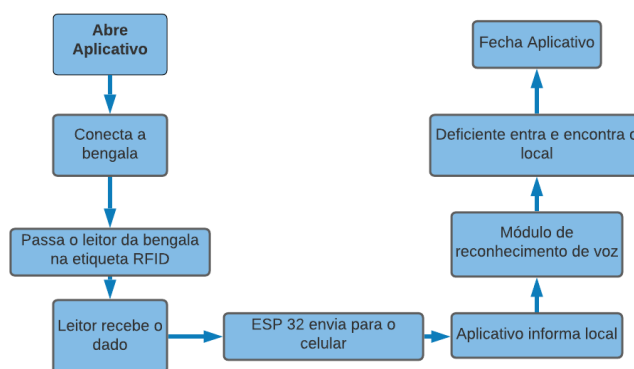 Abre
Aplicativo
Conecta a
bengala
Passa o leitor da bengala
na etiqueta RFID
Leitor recebe o
dado
ESP 32 envia para o
celular
Aplicativo informa local
Módulo de
reconhecimento de voz
Deficiente entra e encontra o
local
Fecha Aplicativo